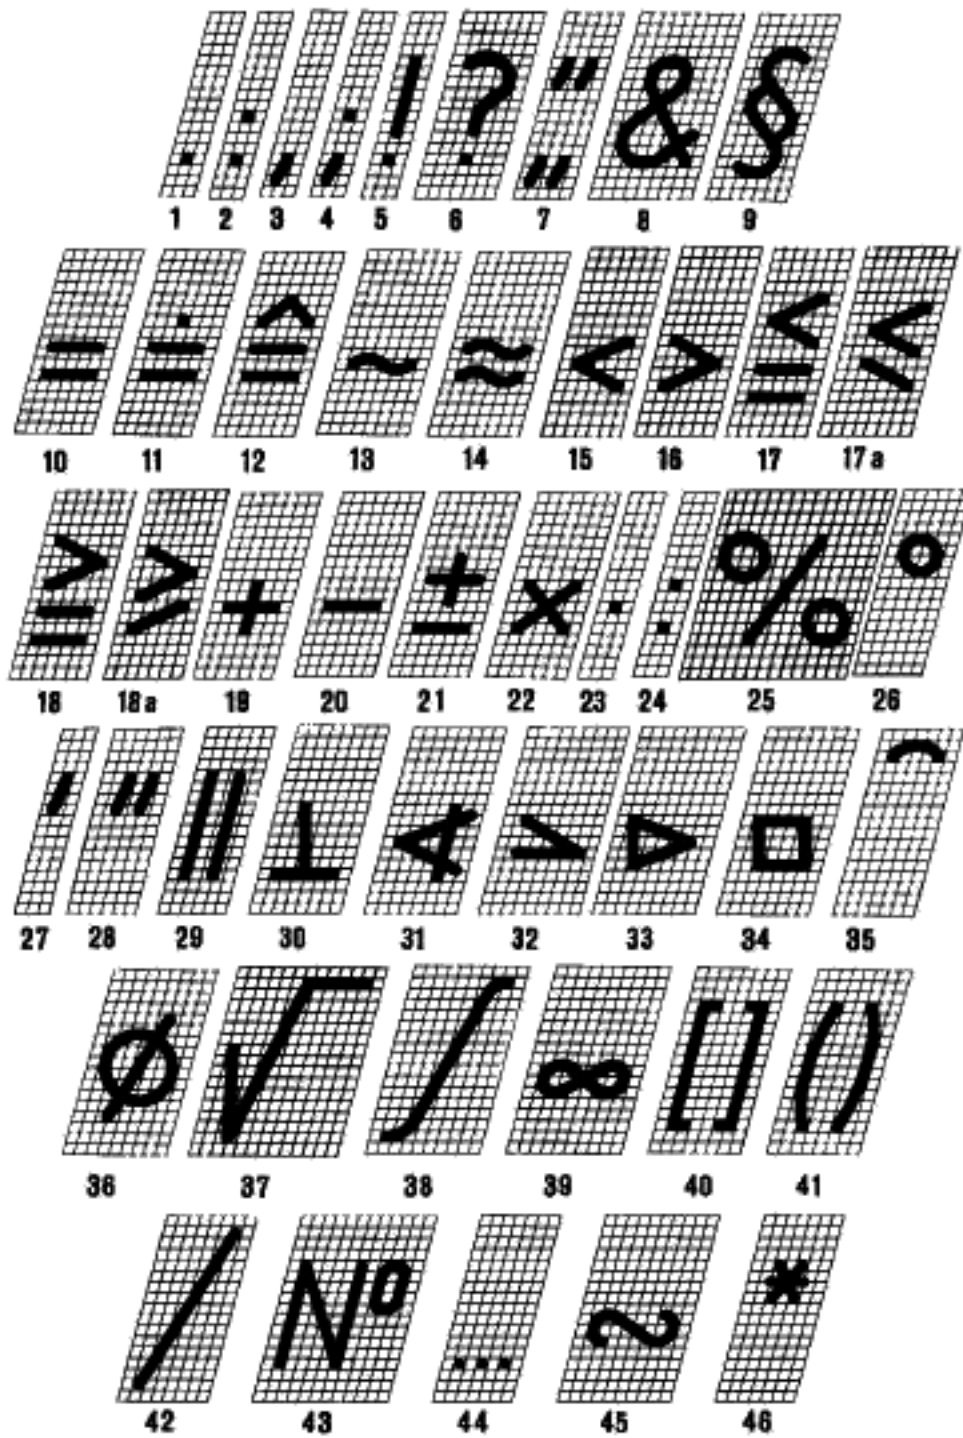 . : , ; ! ? " „ & §
1 2 3 4 5 6 7 8 9
= ∸ ≙ ~ ≈ < > ≦ ⩽
10 11 12 13 14 15 16 17 17a
≧ ⩾ + − ± × · : % °
18 18a 19 20 21 22 23 24 25 26
′ ″ ∥ ⊥ ∢ ⦣ ▷ □ ⌒
27 28 29 30 31 32 33 34 35
∅ √ ∫ ∞ [ ] ( )
36 37 38 39 40 41
/ № ... ∾ *
42 43 44 45 46